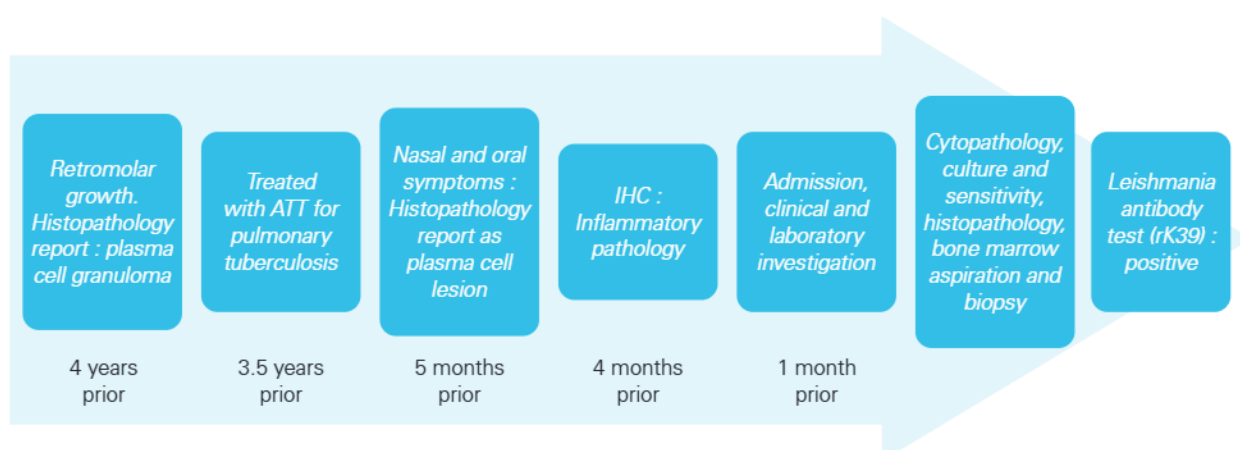 Retromolar
growth.
Histopathology
report : plasma
cell granuloma
Treated
with ATT for
pulmonary
tuberculosis
Nasal and oral
symptoms :
Histopathology
report as
plasma cell
lesion
IHC :
Inflammatory
pathology
Admission,
clinical and
laboratory
investigation
Cytopathology,
culture and
sensitivity,
histopathology,
bone marrow
aspiration and
biopsy
Leishmania
antibody
test (rK39) :
positive
4 years
prior
3.5 years
prior
5 months
prior
4 months
prior
1 month
prior